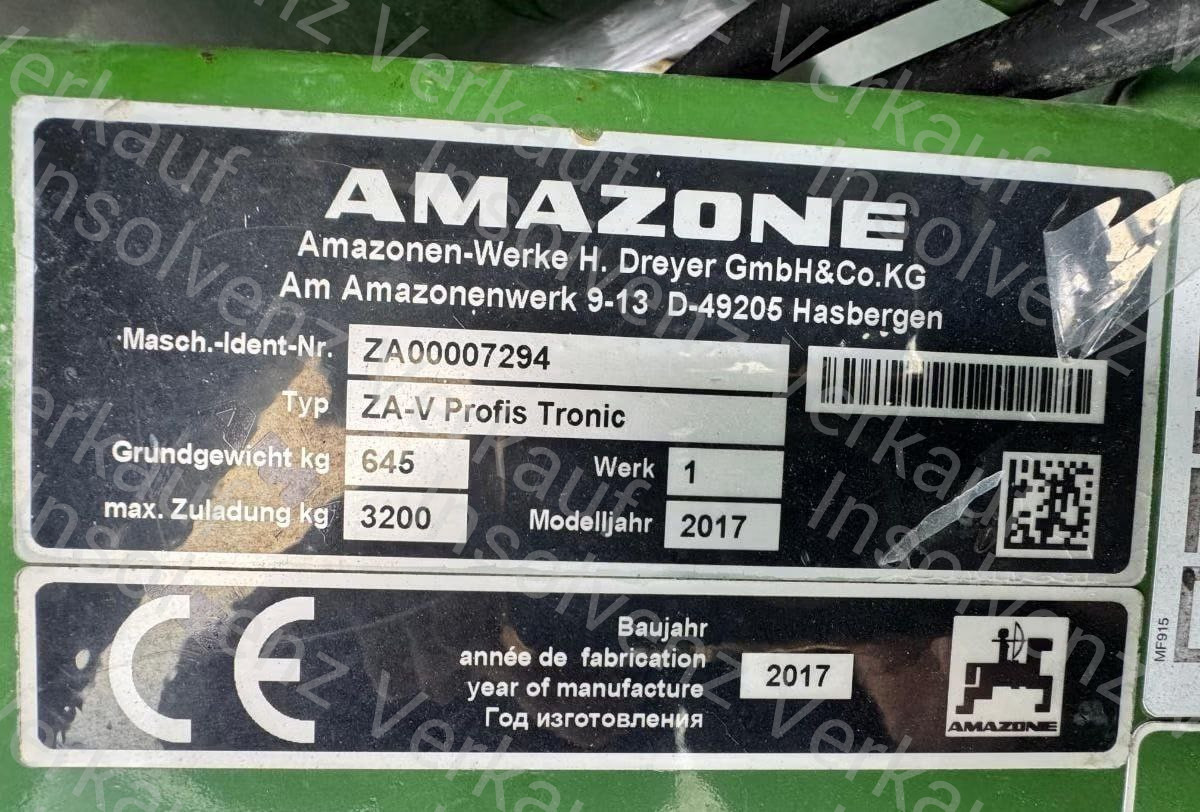 AMAZONE
Amazonen-Werke H. Dreyer GmbH&Co.KG
Am Amazonenwerk 9-13 D-49205 Hasbergen
Masch.-Ident-Nr. ZA00007294
Typ ZA-V Profis Tronic
Grundgewicht kg 645 Werk 1
max. Zuladung kg 3200 Modelljahr 2017
CE
Baujahr
année de fabrication
year of manufacture
Год изготовления
2017
AMAZONE
MF915
Verkauf
Insolvenz